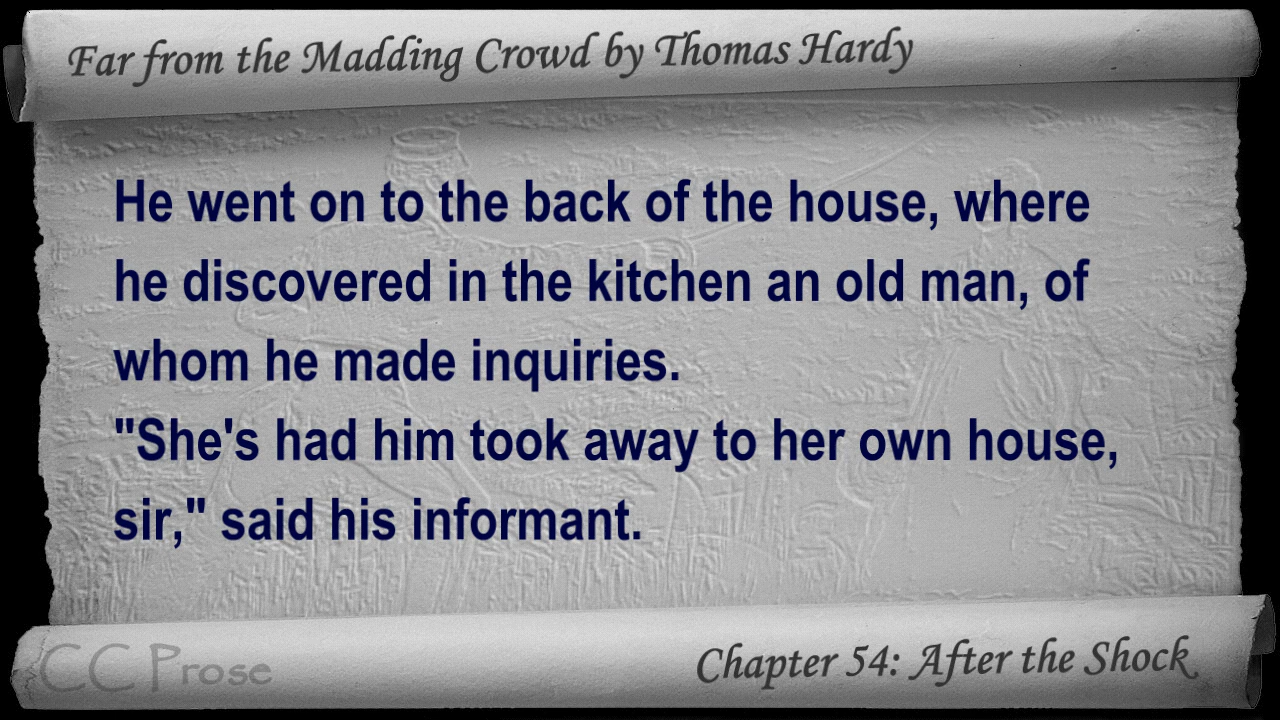 Far from the Madding Crowd by Thomas Hardy
He went on to the back of the house, where
he discovered in the kitchen an old man, of
whom he made inquiries.
"She's had him took away to her own house,
sir," said his informant.
CC Prose
Chapter 54: After the Shock